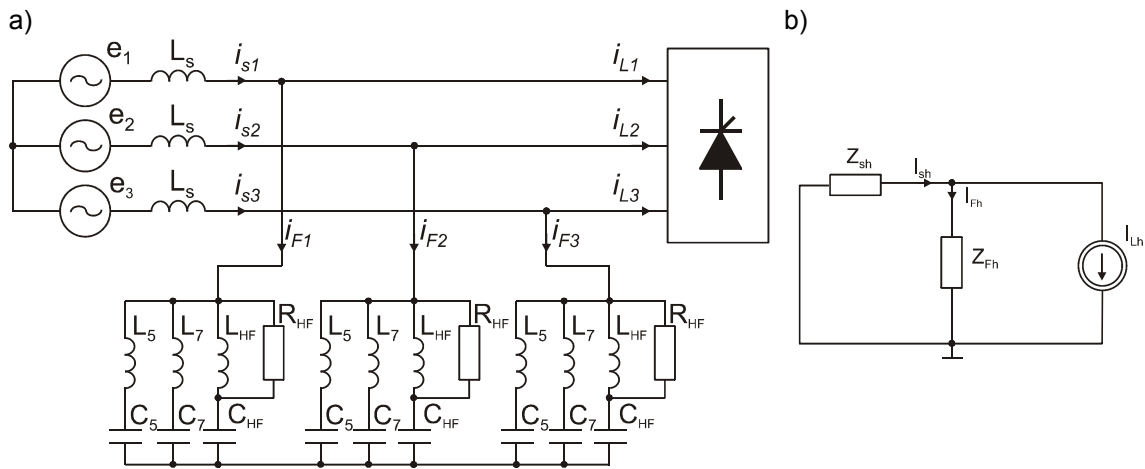 a)
b)
e1 Ls is1 iL1
e2 Ls is2 iL2
e3 Ls is3 iL3
iF1 iF2 iF3
L5 L7 LHF RHF L5 L7 LHF RHF L5 L7 LHF RHF
C5 C7 CHF C5 C7 CHF C5 C7 CHF
Zsh Ish
IFh
ZFh
ILh